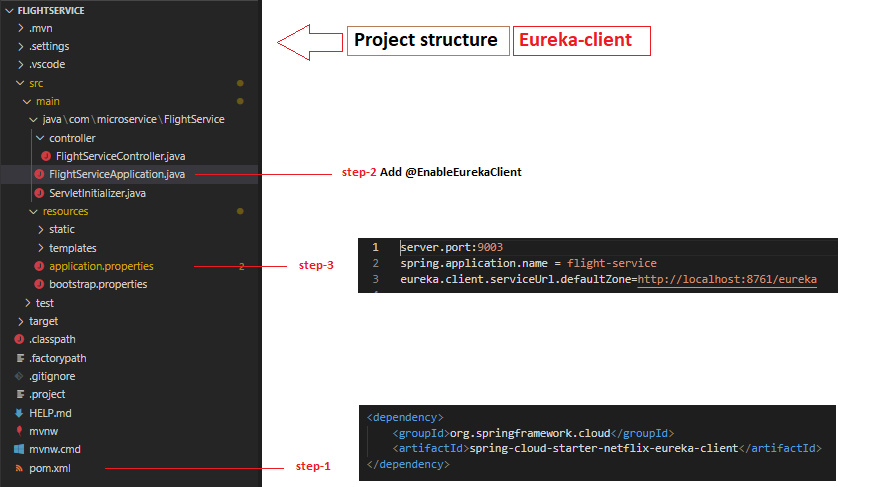 FLIGHTSERVICE
.mvn
.settings
.vscode
src
main
java\com\microservice\FlightService
controller
FlightServiceController.java
FlightServiceApplication.java
ServletInitializer.java
resources
static
templates
application.properties 2
bootstrap.properties
test
target
.classpath
.factorypath
.gitignore
.project
HELP.md
mvnw
mvnw.cmd
pom.xml
Project structure Eureka-client
step-2 Add @EnableEurekaClient
step-3
1 server.port:9003
2 spring.application.name = flight-service
3 eureka.client.serviceUrl.defaultZone=http://localhost:8761/eureka
step-1
<dependency>
<groupId>org.springframework.cloud</groupId>
<artifactId>spring-cloud-starter-netflix-eureka-client</artifactId>
</dependency>